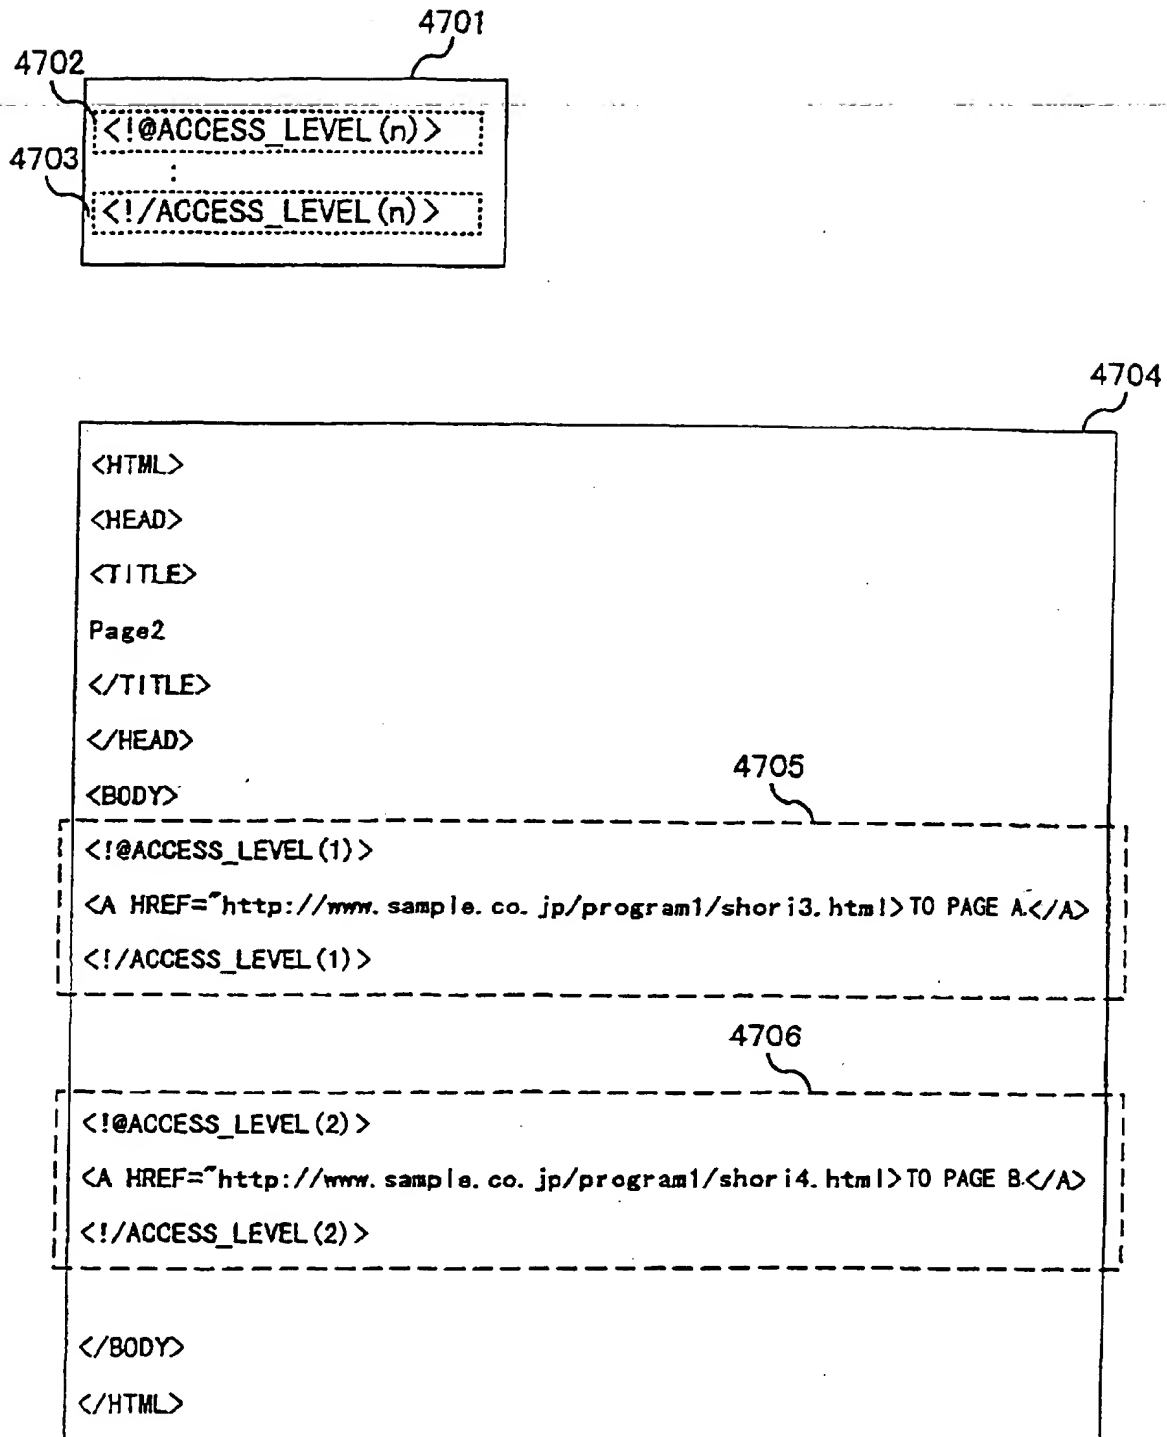 4701
4702
<!@ACCESS_LEVEL(n)>
4703
:
<!/ACCESS_LEVEL(n)>
4704
<HTML>
<HEAD>
<TITLE>
Page2
</TITLE>
</HEAD>
<BODY>
4705
<!@ACCESS_LEVEL(1)>
<A HREF="http://www.sample.co.jp/program1/shori3.html>TO PAGE A.</A>
<!/ACCESS_LEVEL(1)>
4706
<!@ACCESS_LEVEL(2)>
<A HREF="http://www.sample.co.jp/program1/shori4.html>TO PAGE B.</A>
<!/ACCESS_LEVEL(2)>
</BODY>
</HTML>